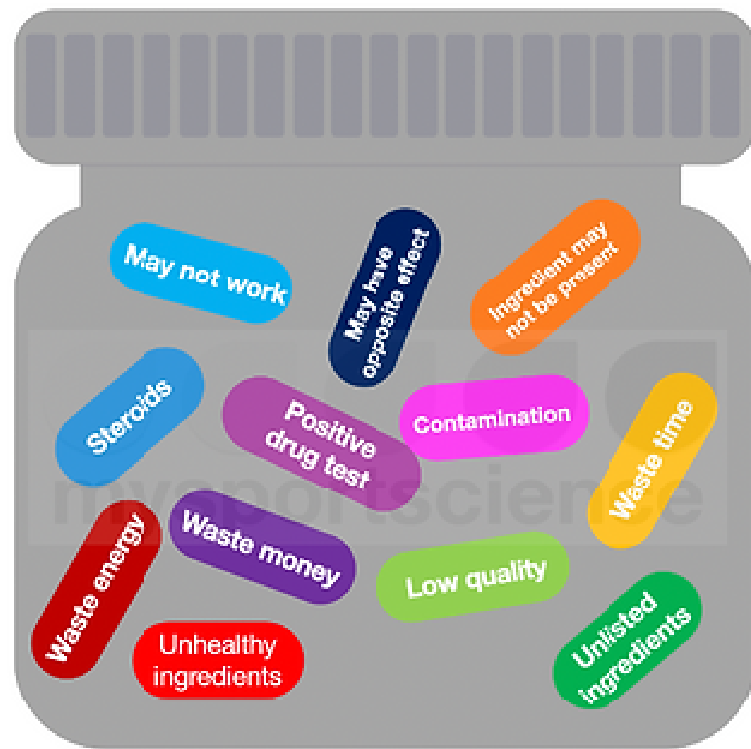 May not work
May have
opposite effect
Ingredient may
not be present
Steroids
Positive
drug test
Contamination
Waste time
mysportscience
Waste energy
Waste money
Low quality
Unlisted
ingredients
Unhealthy
ingredients